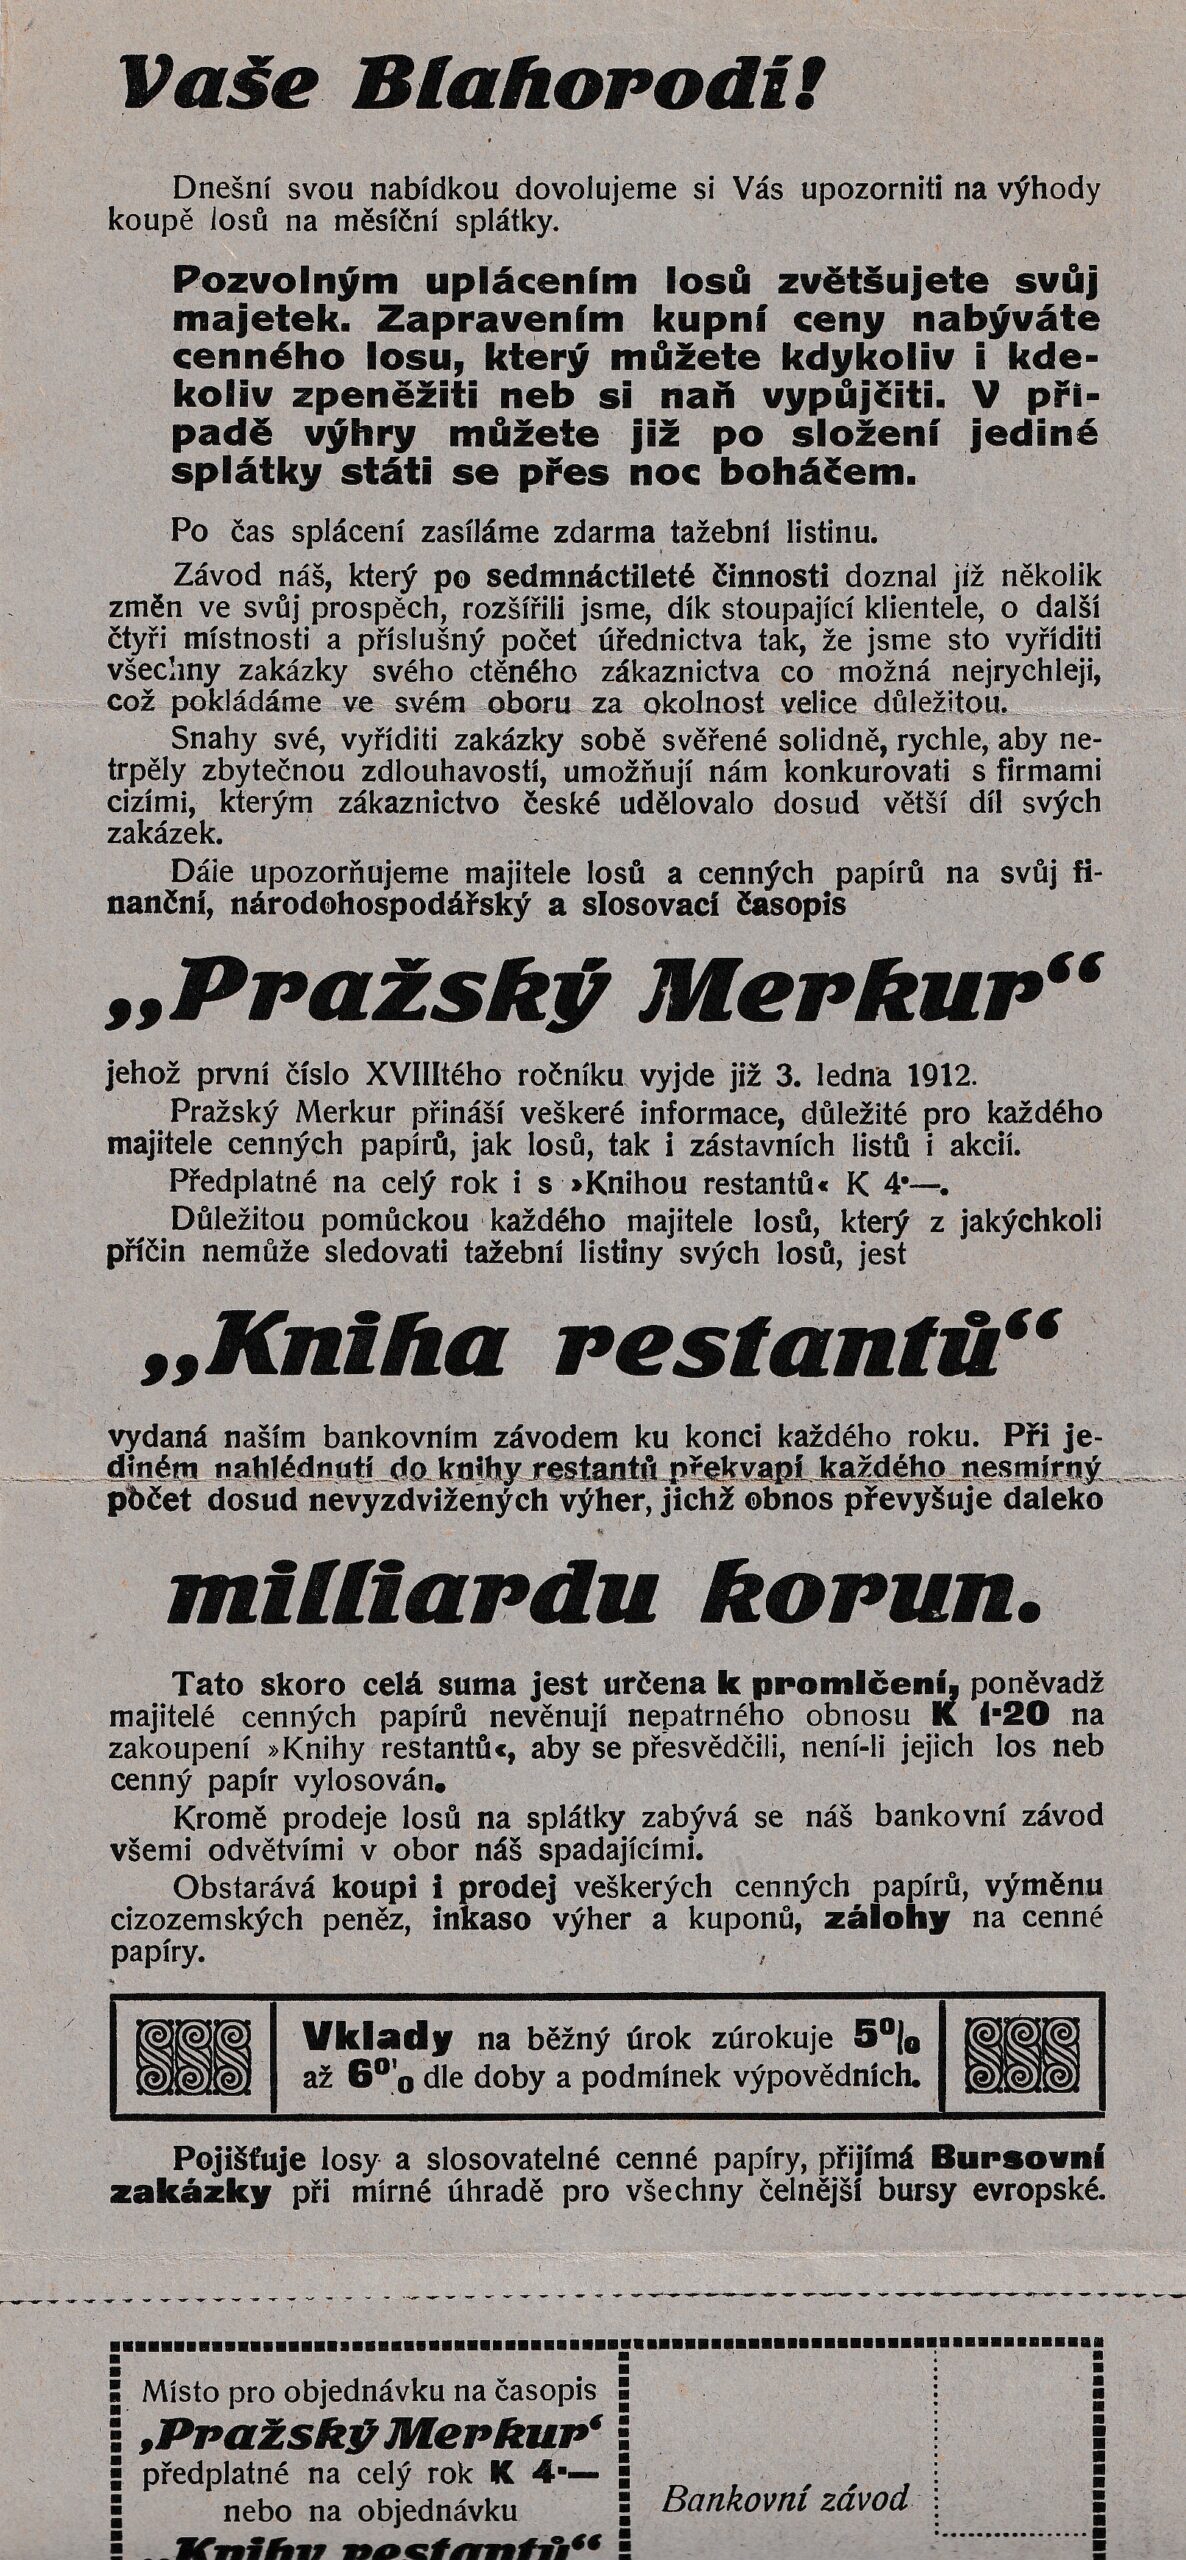 Vaše Blahorodí!
Dnešní svou nabídkou dovolujeme si Vás upozorniti na výhody
koupě losů na měsíční splátky.
Pozvolným uplácením losů zvětšujete svůj
majetek. Zapravením kupní ceny nabýváte
cenného losu, který můžete kdykoliv i kde-
koliv zpeněžiti neb si naň vypůjčiti. V pří-
padě výhry můžete již po složení jediné
splátky státi se přes noc boháčem.
Po čas splácení zasíláme zdarma tažební listinu.
Závod náš, který po sedmnáctileté činnosti doznal již několik
změn ve svůj prospěch, rozšířili jsme, dík stoupající klientele, o další
čtyři místnosti a příslušný počet úřednictva tak, že jsme sto vyříditi
všechny zakázky svého ctěného zákaznictva co možná nejrychleji,
což pokládáme ve svém oboru za okolnost velice důležitou.
Snahy své, vyříditi zakázky sobě svěřené solidně, rychle, aby ne-
trpěly zbytečnou zdlouhavostí, umožňují nám konkurovati s firmami
cizími, kterým zákaznictvo české udělovalo dosud větší díl svých
zakázek.
Dále upozorňujeme majitele losů a cenných papírů na svůj fi-
nanční, národohospodářský a slosovací časopis
„Pražský Merkur“
jehož první číslo XVIIItého ročníku vyjde již 3. ledna 1912.
Pražský Merkur přináší veškeré informace, důležité pro každého
majitele cenných papírů, jak losů, tak i zástavních listů i akcií.
Předplatné na celý rok i s »Knihou restantů« K 4·—.
Důležitou pomůckou každého majitele losů, který z jakýchkoli
příčin nemůže sledovati tažební listiny svých losů, jest
„Kniha restantů“
vydaná naším bankovním závodem ku konci každého roku. Při je-
diném nahlédnutí do knihy restantů překvapí každého nesmírný
počet dosud nevyzdvižených výher, jichž obnos převyšuje daleko
milliardu korun.
Tato skoro celá suma jest určena k promlčení, poněvadž
majitelé cenných papírů nevěnují nepatrného obnosu K 1·20 na
zakoupení »Knihy restantů«, aby se přesvědčili, není-li jejich los neb
cenný papír vylosován.
Kromě prodeje losů na splátky zabývá se náš bankovní závod
všemi odvětvími v obor náš spadajícími.
Obstarává koupi i prodej veškerých cenných papírů, výměnu
cizozemských peněz, inkaso výher a kuponů, zálohy na cenné
papíry.
Vklady na běžný úrok zúrokuje 5%
až 6% dle doby a podmínek výpovědních.
Pojišťuje losy a slosovatelné cenné papíry, přijímá Bursovní
zakázky při mírné úhradě pro všechny čelnější bursy evropské.
Místo pro objednávku na časopis
‚Pražský Merkur‘
předplatné na celý rok K 4·—
nebo na objednávku
„Knihy restantů“
Bankovní závod